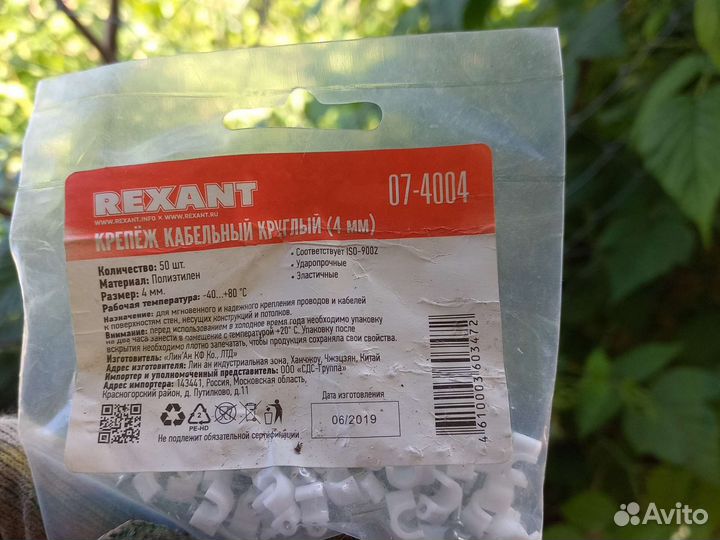 REXANT
07-4004
WWW.REXANT.INFO × WWW.REXANT.RU
КРЕПЁЖ КАБЕЛЬНЫЙ КРУГЛЫЙ (4 мм)
Количество: 50 шт.
Материал: Полиэтилен
Размер: 4 мм.
Рабочая температура: -40...+80 °C
• Соответствует ISO-9002
• Ударопрочные
• Эластичные
Назначение: для мгновенного и надежного крепления проводов и кабелей
к поверхностям стен, несущих конструкций и потолков.
Внимание: перед использованием в холодное время года необходимо упаковку
на два часа занести в помещение с температурой +20° C. Упаковку после
вскрытия необходимо плотно запечатать, чтобы продукция сохраняла свои свойства.
Изготовитель: «Лин'Ан КФ Ко., ЛТД»
Адрес изготовителя: Лин ан индустриальная зона, Ханчжоу, Чжэцзян, Китай
Импортер и уполномоченный представитель: ООО «СДС-Группа»
Адрес импортера: 143441, Россия, Московская область,
Красногорский район, д. Путилково, д.11
2
PE-HD
Не подлежит обязательной сертификации
Дата изготовления
06/2019
4610003603472
Avito